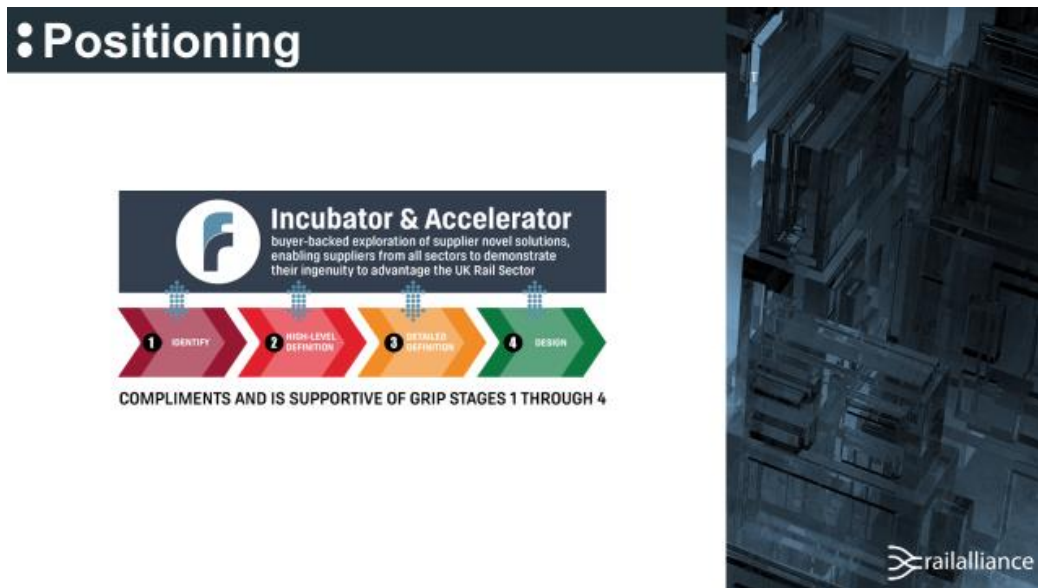 Positioning
Incubator & Accelerator
buyer-backed exploration of supplier novel solutions,
enabling suppliers from all sectors to demonstrate
their ingenuity to advantage the UK Rail Sector
1 IDENTIFY
2 HIGH-LEVEL
DEFINITION
3 DETAILED
DEFINITION
4 DESIGN
COMPLIMENTS AND IS SUPPORTIVE OF GRIP STAGES 1 THROUGH 4
railalliance